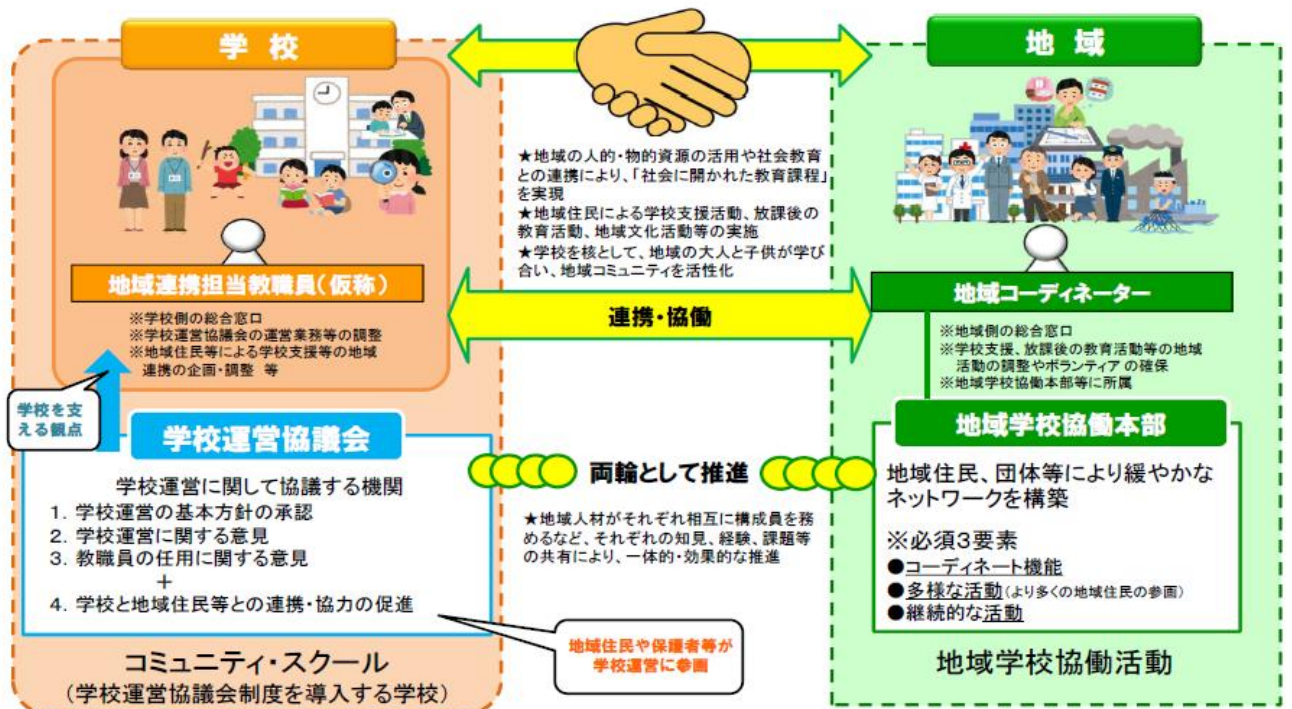 学校
地域
★地域の人的・物的資源の活用や社会教育
との連携により、「社会に開かれた教育課程」
を実現
★地域住民による学校支援活動、放課後の
教育活動、地域文化活動等の実施
★学校を核として、地域の大人と子供が学び
合い、地域コミュニティを活性化
地域連携担当教職員(仮称)
※学校側の総合窓口
※学校運営協議会の運営業務等の調整
※地域住民等による学校支援等の地域
連携の企画・調整 等
連携・協働
地域コーディネーター
※地域側の総合窓口
※学校支援、放課後の教育活動等の地域
活動の調整やボランティアの確保
※地域学校協働本部等に所属
学校を支
える観点
学校運営協議会
学校運営に関して協議する機関
1. 学校運営の基本方針の承認
2. 学校運営に関する意見
3. 教職員の任用に関する意見
+
4. 学校と地域住民等との連携・協力の促進
両輪として推進
★地域人材がそれぞれ相互に構成員を務
めるなど、それぞれの知見、経験、課題等
の共有により、一体的・効果的な推進
地域学校協働本部
地域住民、団体等により緩やかな
ネットワークを構築
※必須3要素
●コーディネート機能
●多様な活動(より多くの地域住民の参画)
●継続的な活動
地域住民や保護者等が
学校運営に参画
コミュニティ・スクール
(学校運営協議会制度を導入する学校)
地域学校協働活動